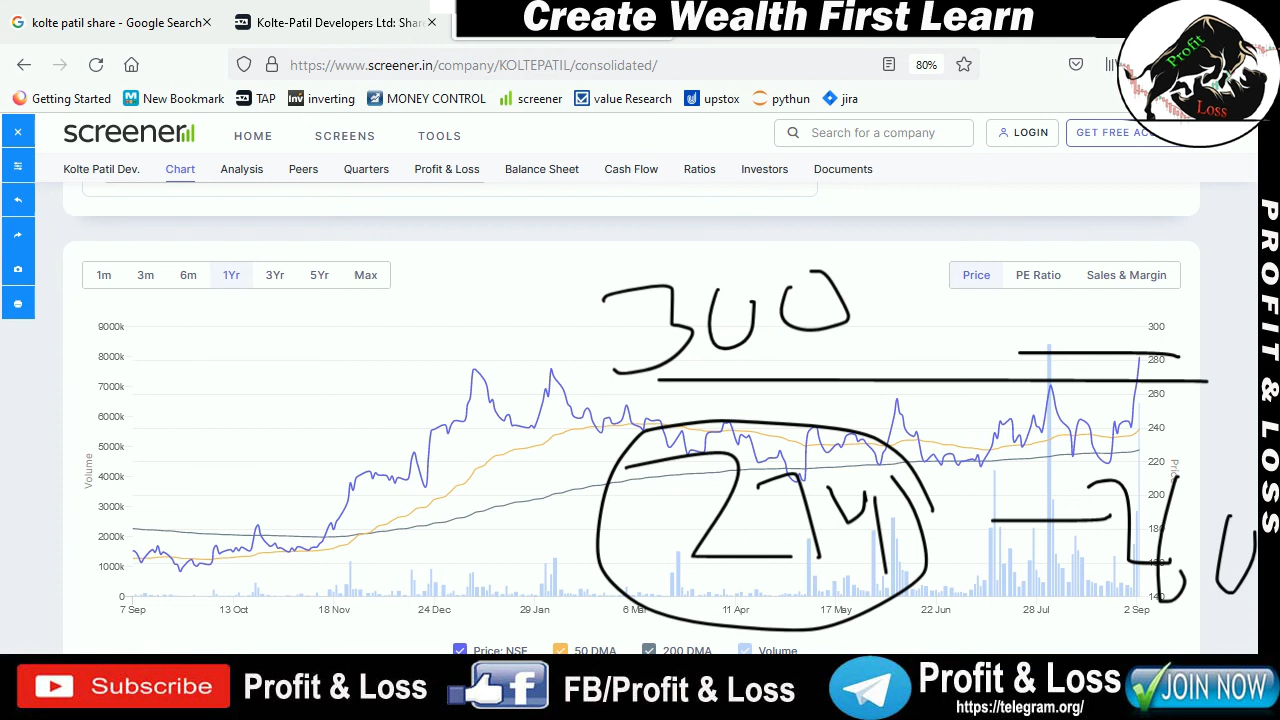 Create Wealth First Learn
kolte patil share - Google Search
Kolte-Patil Developers Ltd: Shar
https://www.screener.in/company/KOLTEPATIL/consolidated/
80%
Getting Started
New Bookmark
TAP
inverting
MONEYCONTROL
screener
value Research
upstox
python
jira
Profit
Loss
screener
HOME
SCREENS
TOOLS
Search for a company
LOGIN
GET FREE
Kolte Patil Dev.
Chart
Analysis
Peers
Quarters
Profit & Loss
Balance Sheet
Cash Flow
Ratios
Investors
Documents
1m 3m 6m 1Yr 3Yr 5Yr Max
Price PE Ratio Sales & Margin
300
9000k
8000k
7000k
6000k
5000k
4000k
3000k
2000k
1000k
0
Volume
300
280
260
240
220
200
180
140
274
7 Sep 13 Oct 18 Nov 24 Dec 29 Jan 6 Mar 11 Apr 17 May 22 Jun 28 Jul 2 Sep
Price: NSE 50 DMA 200 DMA Volume
PROFIT & LOSS
Subscribe
Profit & Loss
FB/Profit & Loss
Profit & Loss
https://telegram.org/
JOIN NOW